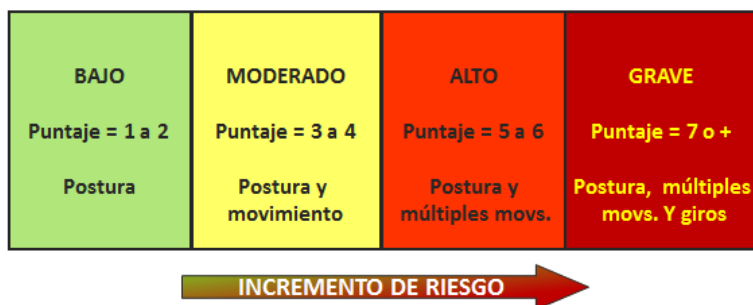 BAJO
Puntaje = 1 a 2
Postura
MODERADO
Puntaje = 3 a 4
Postura y
movimiento
ALTO
Puntaje = 5 a 6
Postura y
múltiples movs.
GRAVE
Puntaje = 7 o +
Postura, múltiples
movs. Y giros
INCREMENTO DE RIESGO